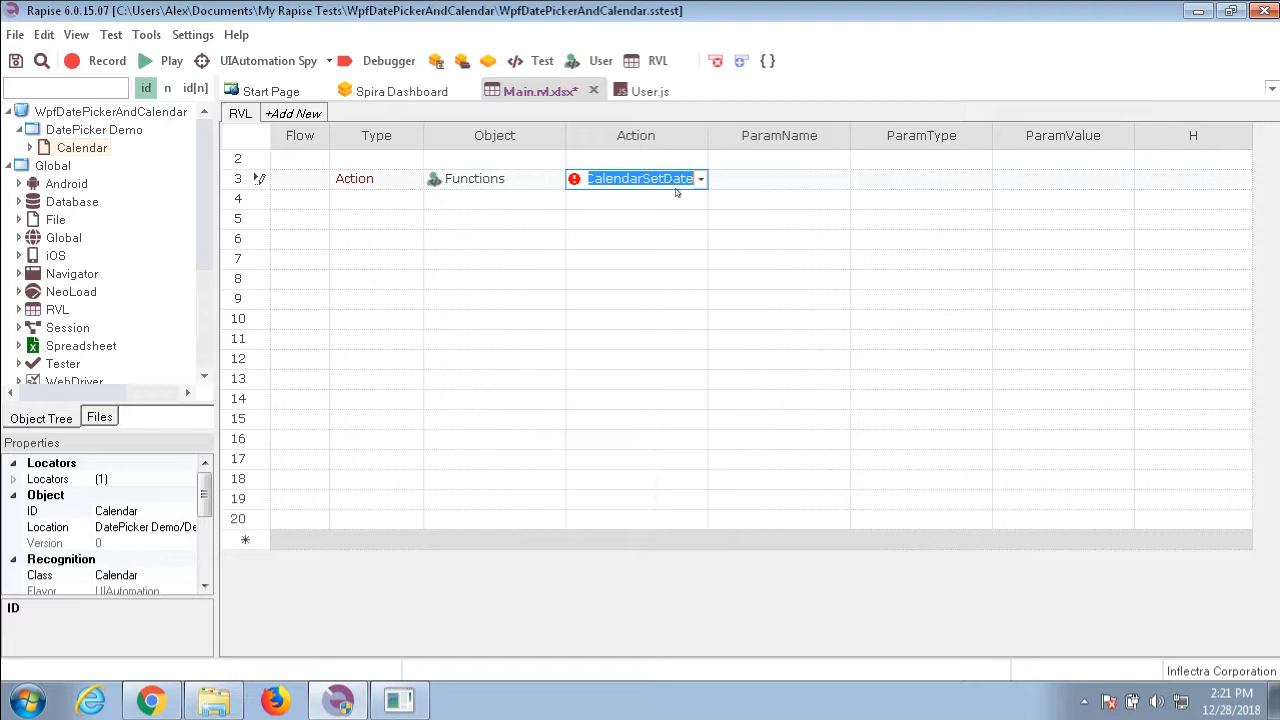 Rapise 6.0.15.07 [C:\Users\Alex\Documents\My Rapise Tests\WpfDatePickerAndCalendar\WpfDatePickerAndCalendar.sstest]
File Edit View Test Tools Settings Help
Record Play UIAutomation Spy Debugger Test User RVL { }
id n id[n] Start Page Spira Dashboard Main.rvl.xlsx* User.js
WpfDatePickerAndCalendar
DatePicker Demo
Calendar
Global
Android
Database
File
Global
iOS
Navigator
NeoLoad
RVL
Session
Spreadsheet
Tester
WebDriver
Object Tree Files
Properties
Locators
Locators (1)
Object
ID Calendar
Location DatePicker Demo/De
Version 0
Recognition
Class Calendar
Flavor UIAutomation
ID
RVL +Add New
Flow Type Object Action ParamName ParamType ParamValue H
2
3 Action Functions CalendarSetDate
4
5
6
7
8
9
10
11
12
13
14
15
16
17
18
19
20
*
Inflectra Corporation
2:21 PM
12/28/2018